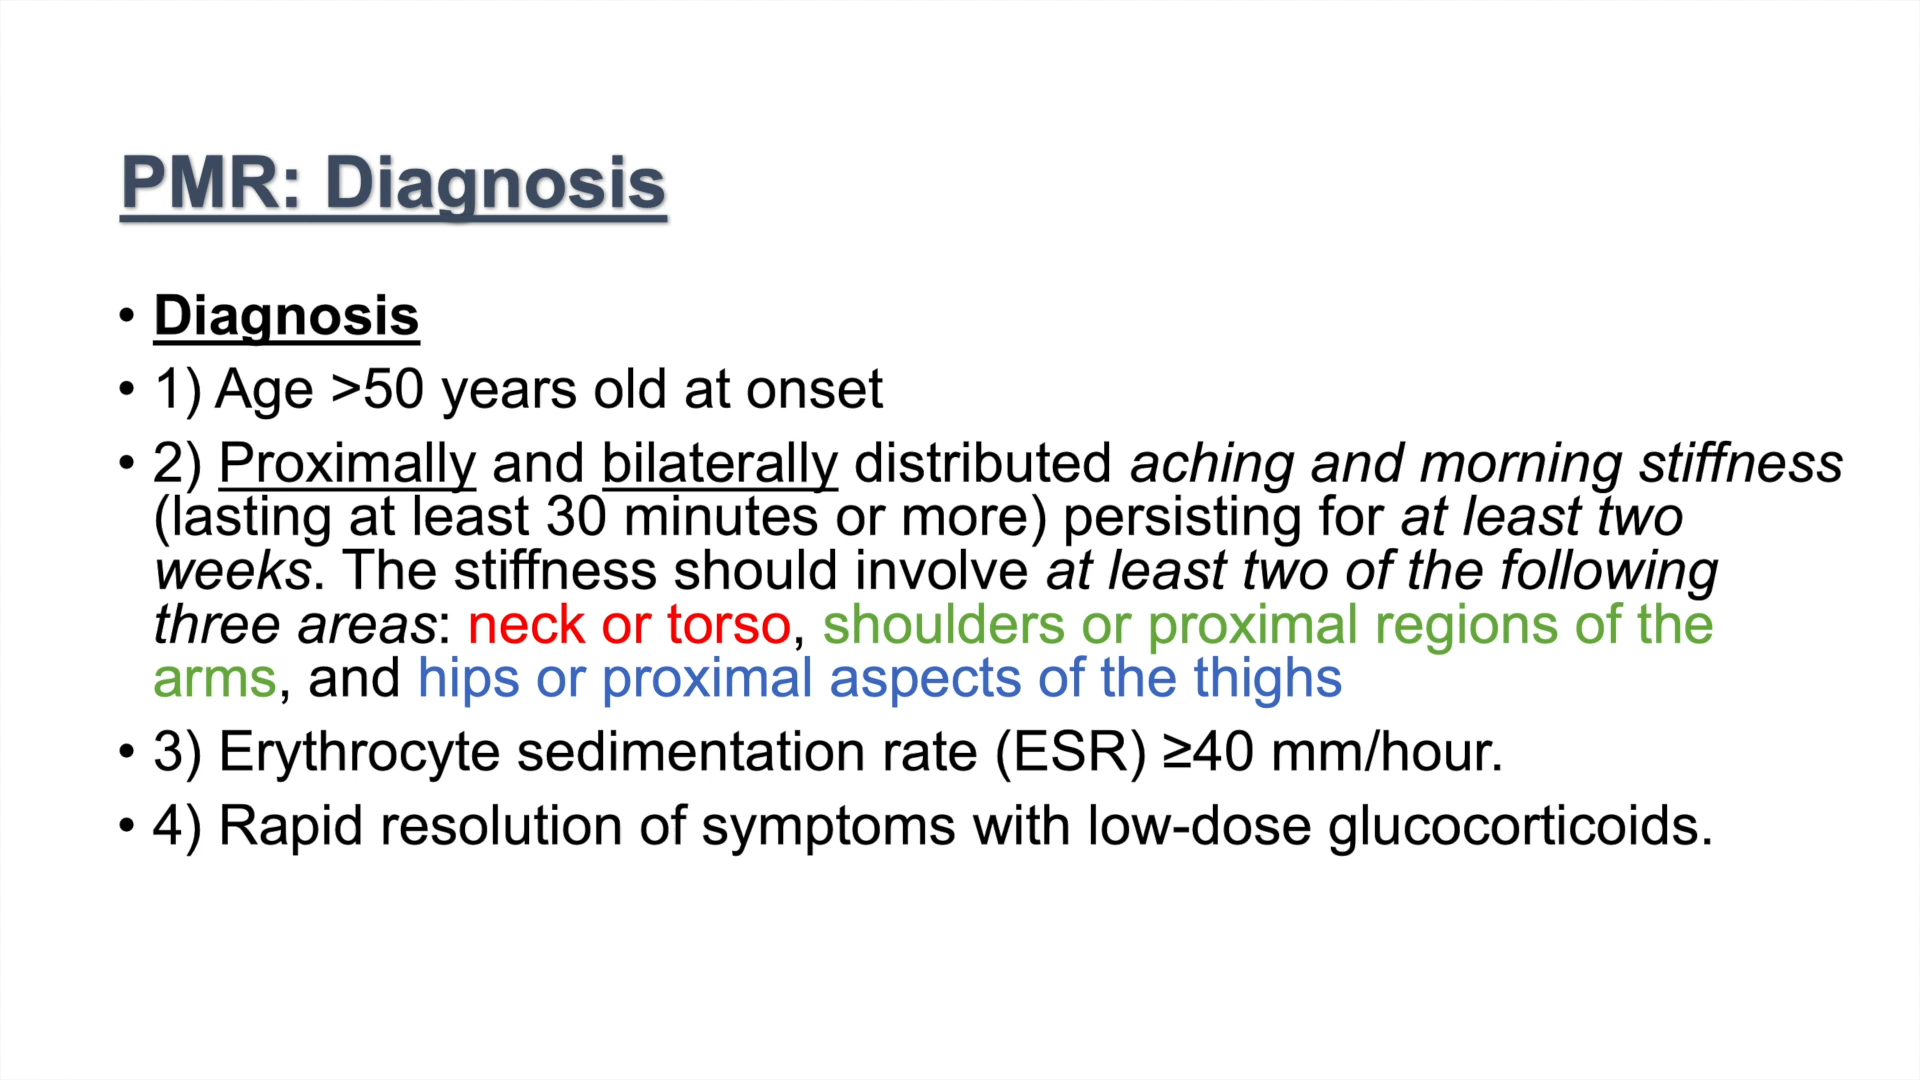 PMR: Diagnosis
• Diagnosis
• 1) Age >50 years old at onset
• 2) Proximally and bilaterally distributed aching and morning stiffness
(lasting at least 30 minutes or more) persisting for at least two
weeks. The stiffness should involve at least two of the following
three areas: neck or torso, shoulders or proximal regions of the
arms, and hips or proximal aspects of the thighs
• 3) Erythrocyte sedimentation rate (ESR) ≥40 mm/hour.
• 4) Rapid resolution of symptoms with low-dose glucocorticoids.